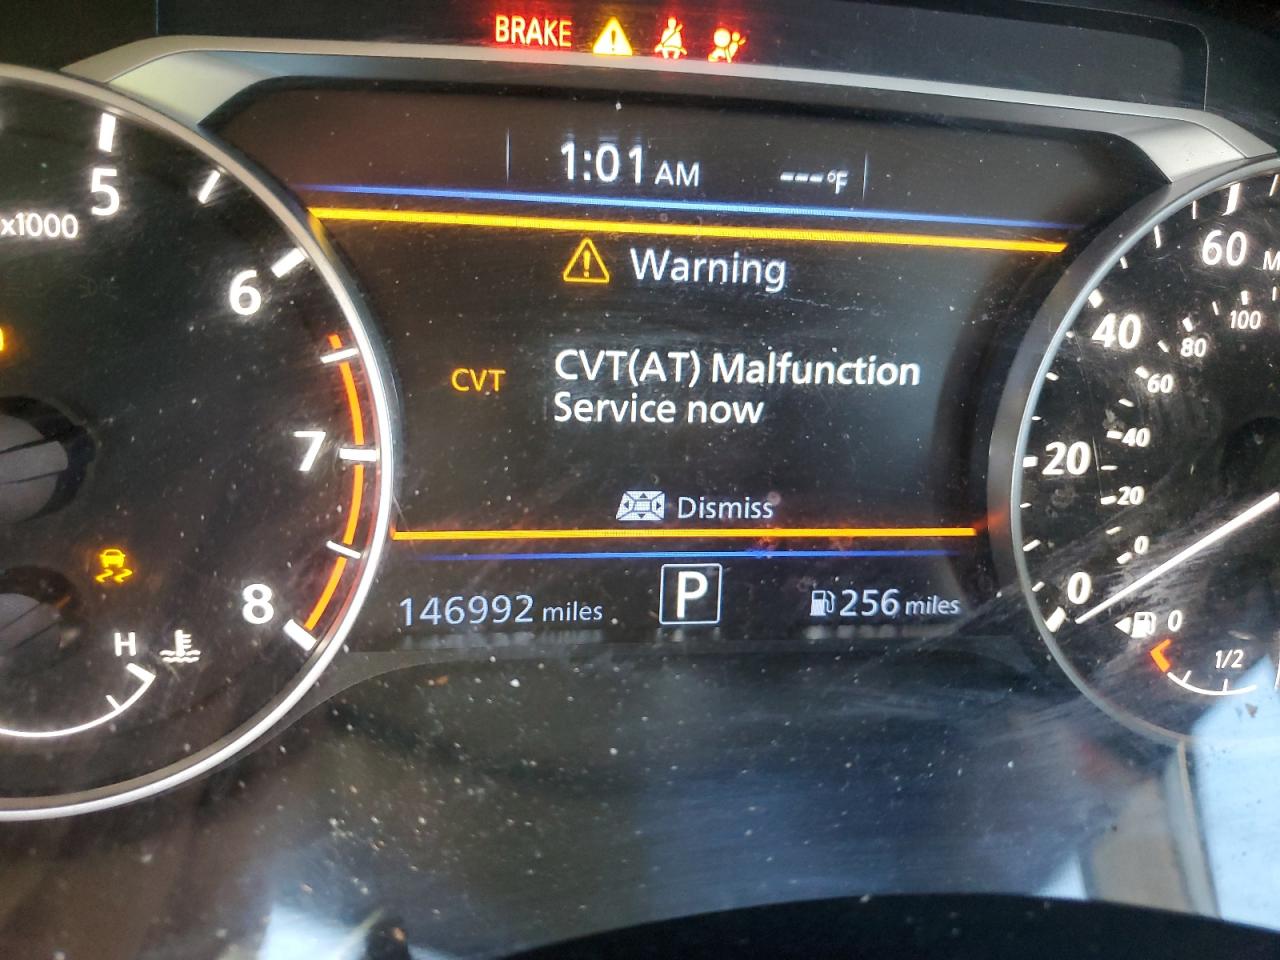 BRAKE
1:01 AM
---°F
5
x1000
6
7
8
H
Warning
CVT
CVT(AT) Malfunction
Service now
Dismiss
146992 miles
P
256 miles
60
40
20
0
100
80
60
40
20
0
0
1/2